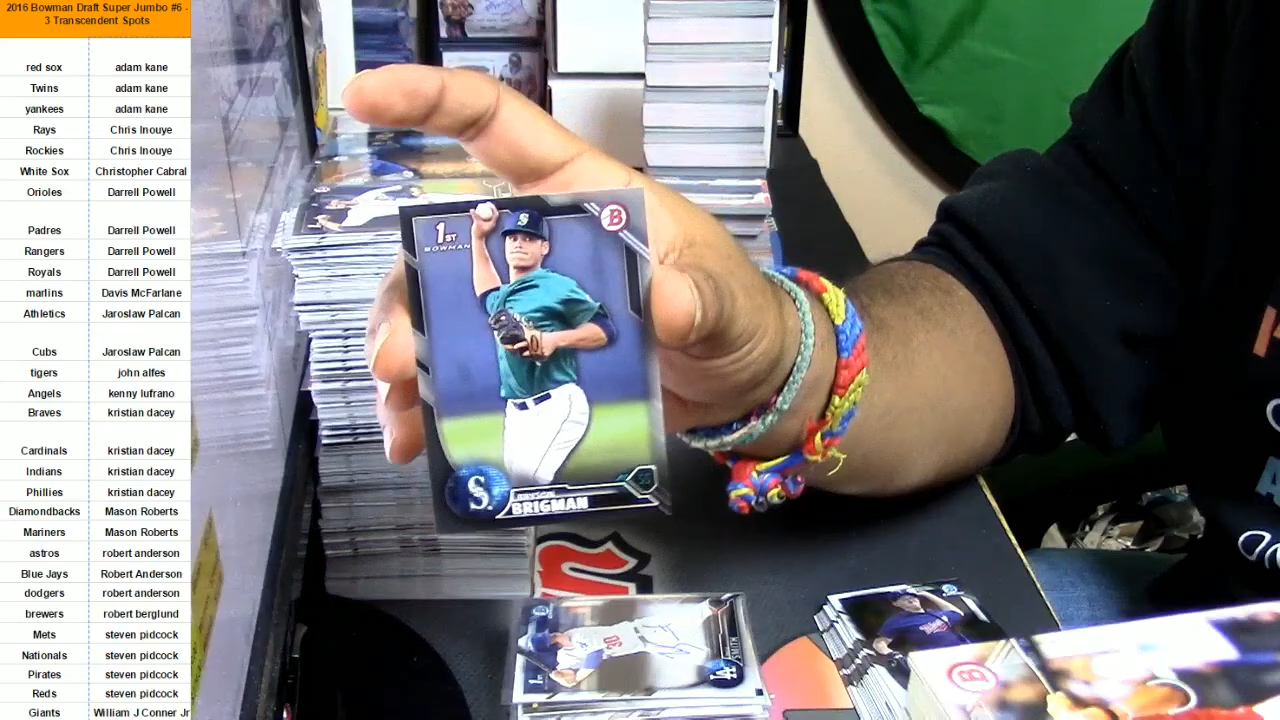 2016 Bowman Draft Super Jumbo #6 -
3 Transcendent Spots
red sox adam kane
Twins adam kane
yankees adam kane
Rays Chris Inouye
Rockies Chris Inouye
White Sox Christopher Cabral
Orioles Darrell Powell
Padres Darrell Powell
Rangers Darrell Powell
Royals Darrell Powell
marlins Davis McFarlane
Athletics Jaroslaw Palcan
Cubs Jaroslaw Palcan
tigers john alfes
Angels kenny lufrano
Braves kristian dacey
Cardinals kristian dacey
Indians kristian dacey
Phillies kristian dacey
Diamondbacks Mason Roberts
Mariners Mason Roberts
astros robert anderson
Blue Jays Robert Anderson
dodgers robert anderson
brewers robert berglund
Mets steven pidcock
Nationals steven pidcock
Pirates steven pidcock
Reds steven pidcock
Giants William J Conner Jr
1ST
BOWMAN
B
S
S
BRIGMAN
30
1ST
LA
SMITH
B